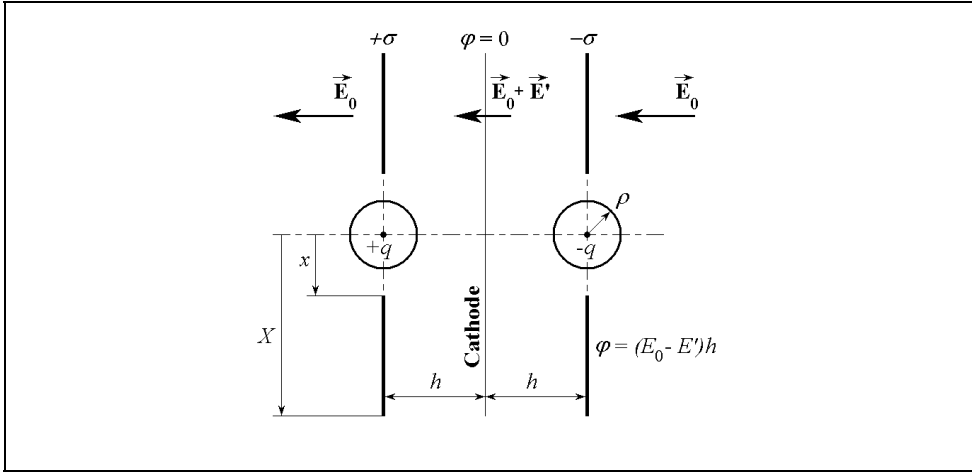 +σ
φ = 0
−σ
E₀
E₀ + E'
E₀
ρ
+q
-q
x
X
Cathode
φ = (E₀ - E')h
h
h